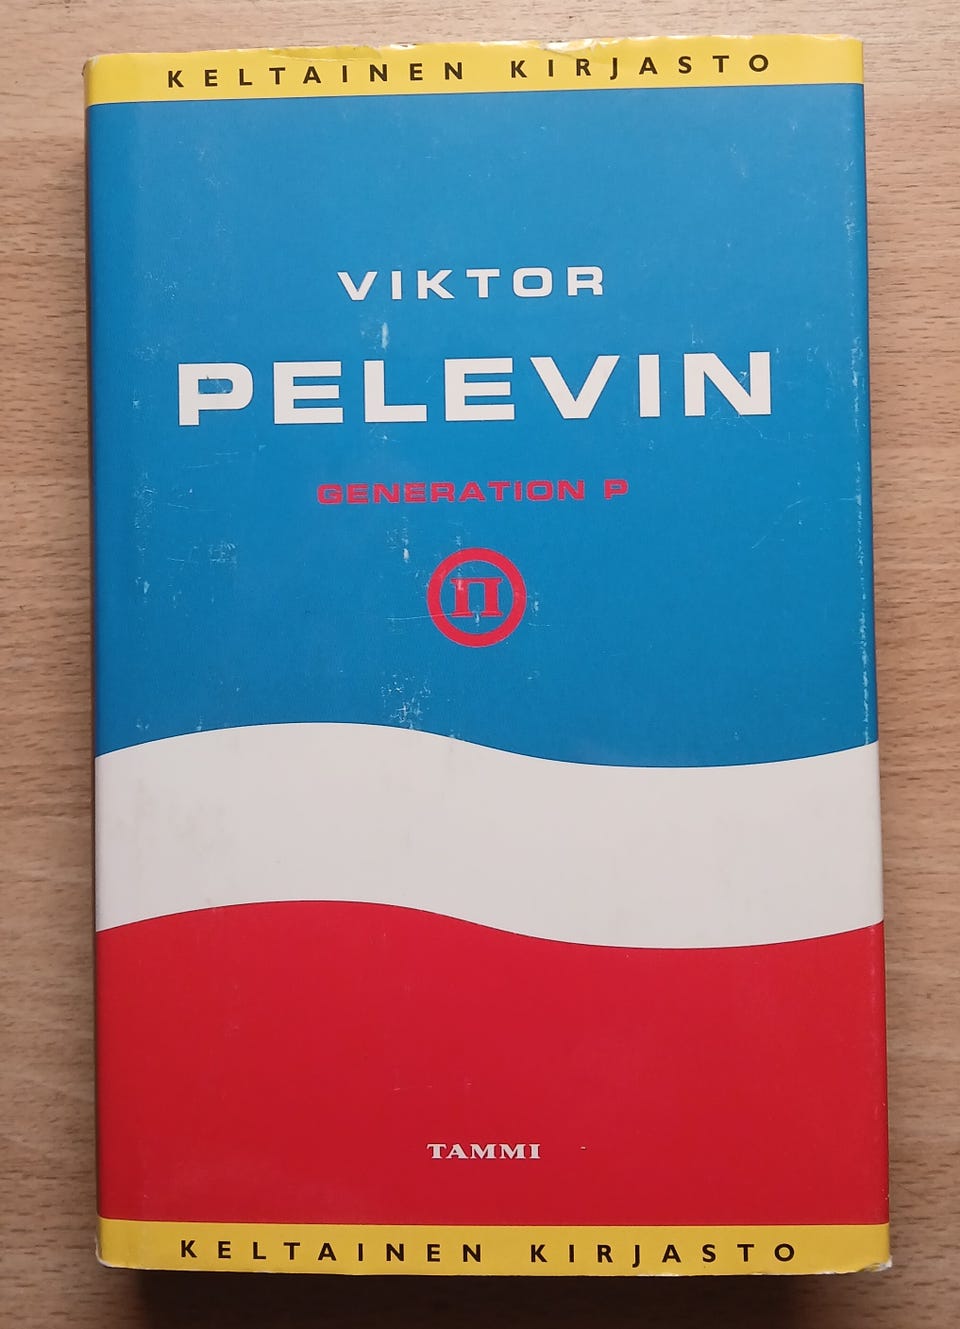 KELTAINEN KIRJASTO
VIKTOR
PELEVIN
GENERATION P
П
TAMMI
KELTAINEN KIRJASTO